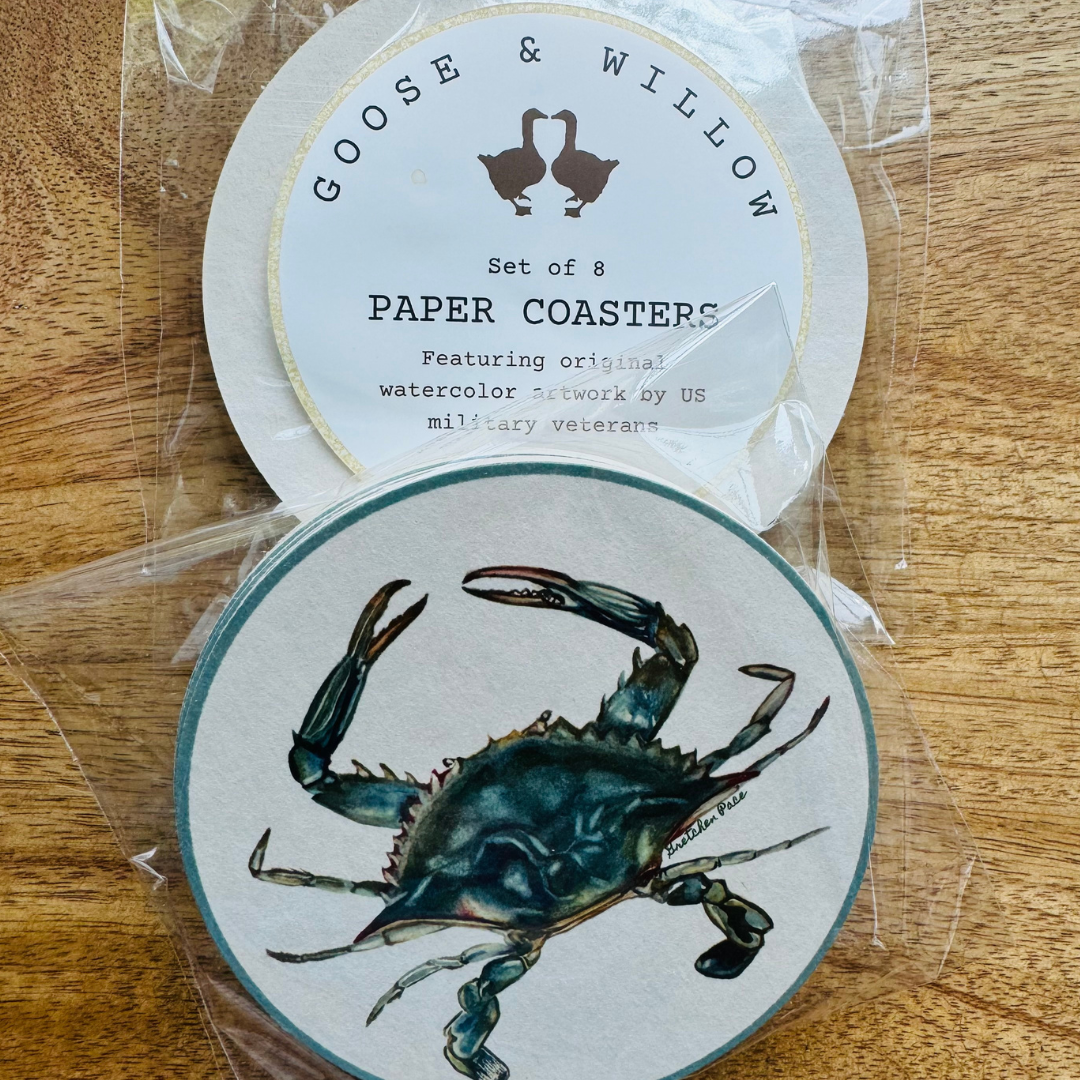 GOOSE & WILLOW
Set of 8
PAPER COASTERS
Featuring original
watercolor artwork by US
military veterans
Gretchen Pace